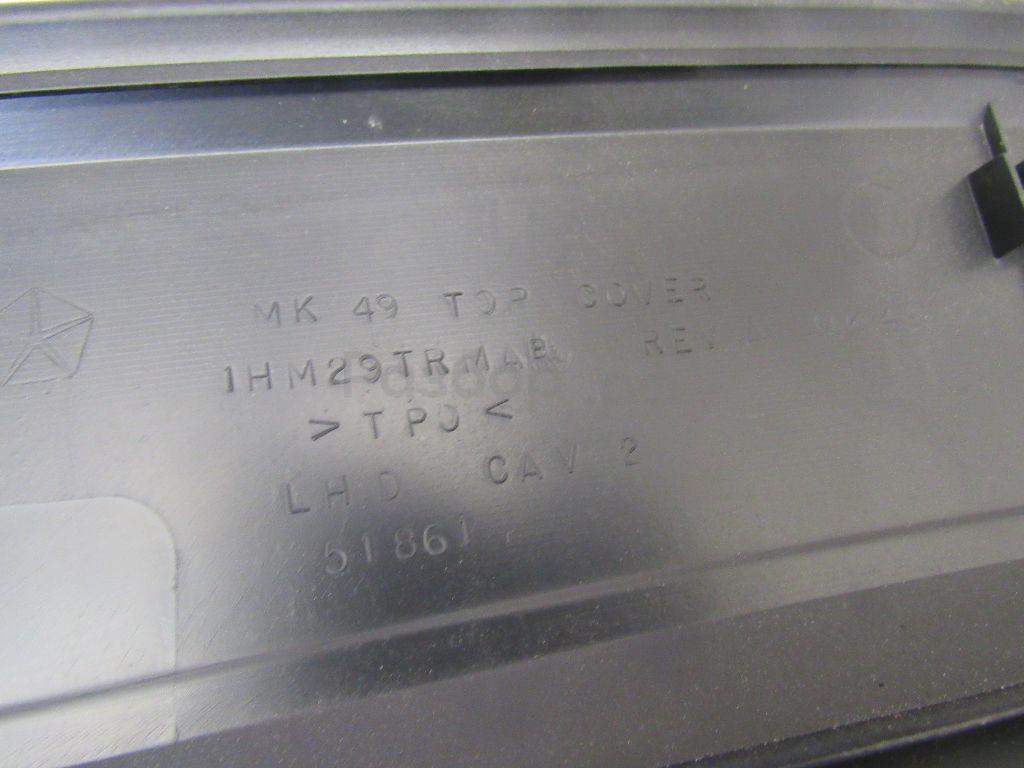 MK 49 TOP COVER
1HM29TRMAB REV
>TPO<
LHD CAV 2
51861